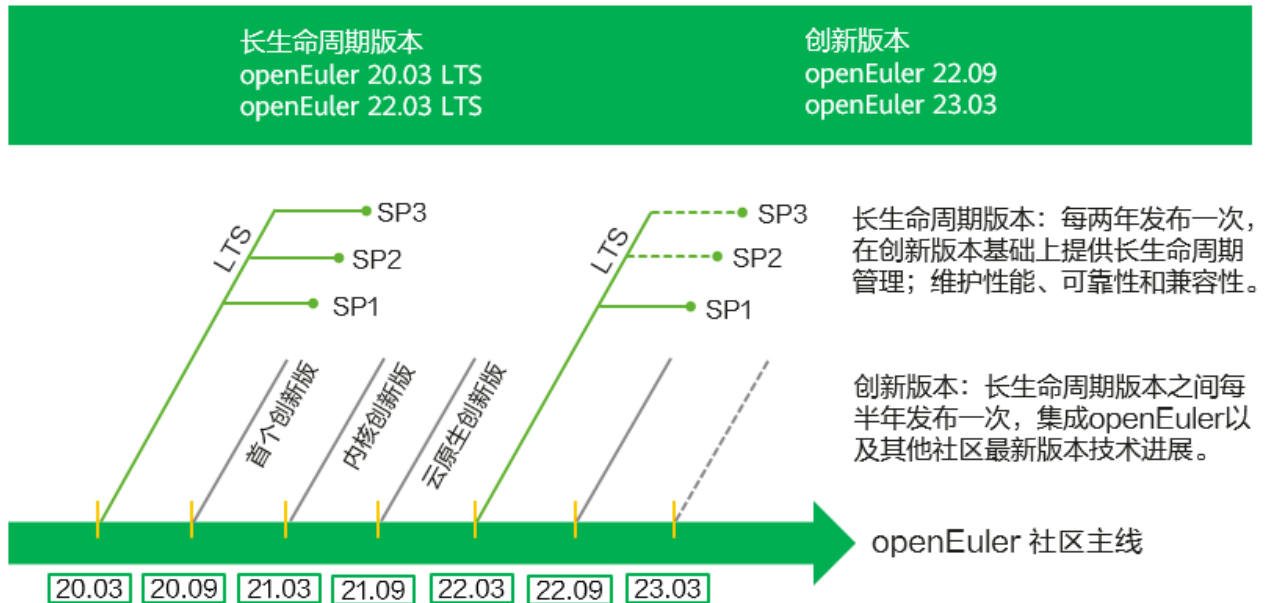 长生命周期版本
openEuler 20.03 LTS
openEuler 22.03 LTS
创新版本
openEuler 22.09
openEuler 23.03
LTS
SP3
SP2
SP1
LTS
SP3
SP2
SP1
长生命周期版本：每两年发布一次，
在创新版本基础上提供长生命周期
管理；维护性能、可靠性和兼容性。
首个创新版
内核创新版
云原生创新版
创新版本：长生命周期版本之间每
半年发布一次，集成openEuler以
及其他社区最新版本技术进展。
openEuler 社区主线
20.03
20.09
21.03
21.09
22.03
22.09
23.03